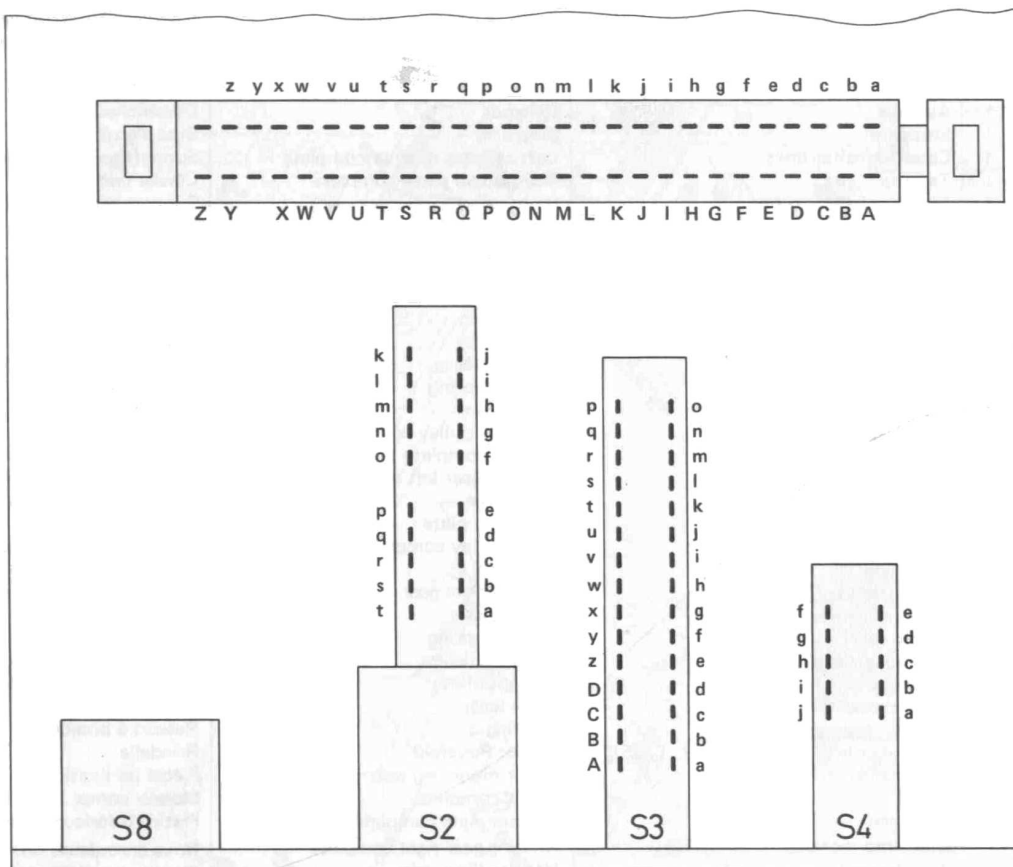 z y x w v u t s r q p o n m l k j i h g f e d c b a
Z Y X W V U T S R Q P O N M L K J I H G F E D C B A
k j
l i
m h
n g
o f
p e
q d
r c
s b
t a
S8
S2
p o
q n
r m
s l
t k
u j
v i
w h
x g
y f
z e
D d
C c
B b
A a
S3
f e
g d
h c
i b
j a
S4